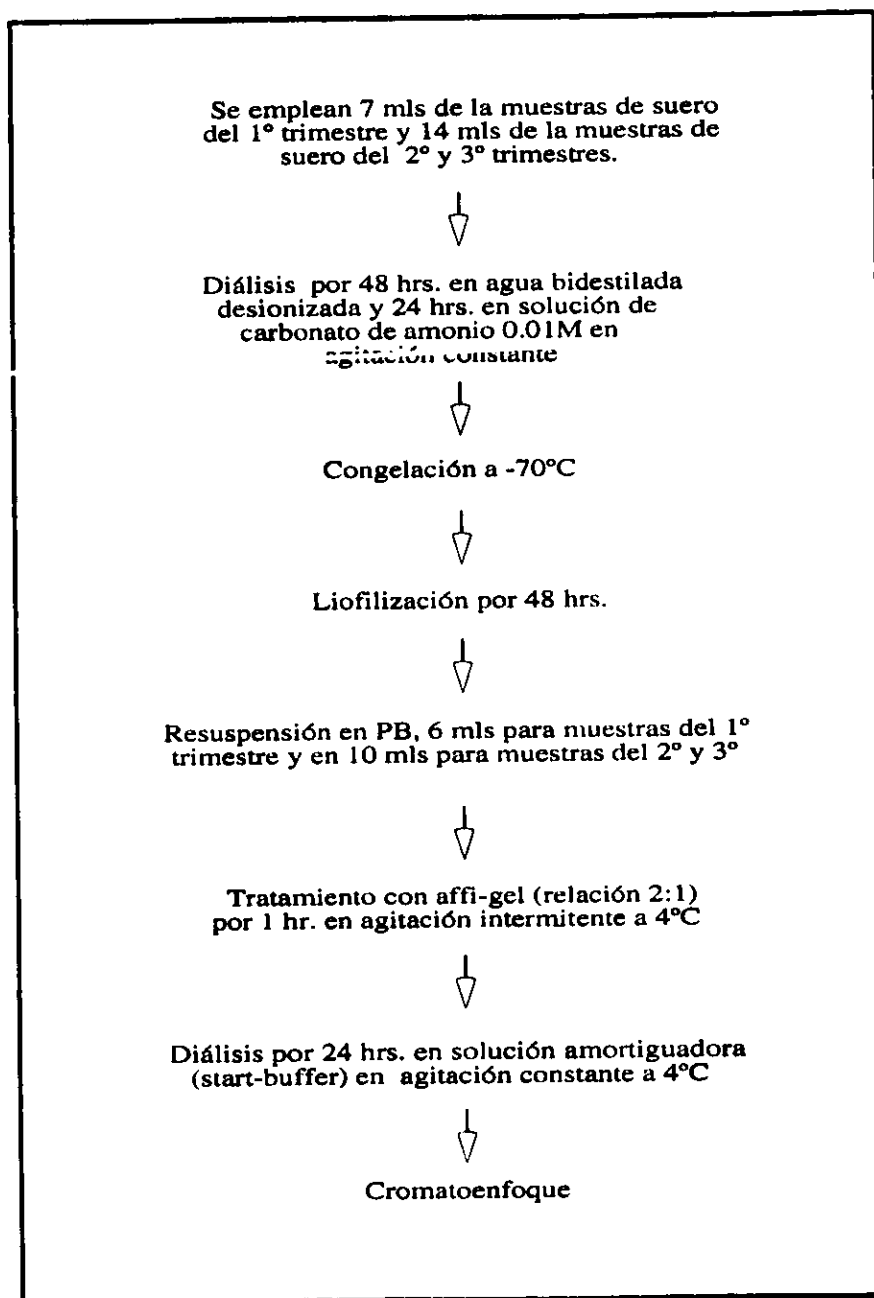 Se emplean 7 mls de la muestras de suero
del 1° trimestre y 14 mls de la muestras de
suero del 2° y 3° trimestres.
Diálisis por 48 hrs. en agua bidestilada
desionizada y 24 hrs. en solución de
carbonato de amonio 0.01M en
agitación constante
Congelación a -70°C
Liofilización por 48 hrs.
Resuspensión en PB, 6 mls para muestras del 1°
trimestre y en 10 mls para muestras del 2° y 3°
Tratamiento con affi-gel (relación 2:1)
por 1 hr. en agitación intermitente a 4°C
Diálisis por 24 hrs. en solución amortiguadora
(start-buffer) en agitación constante a 4°C
Cromatoenfoque